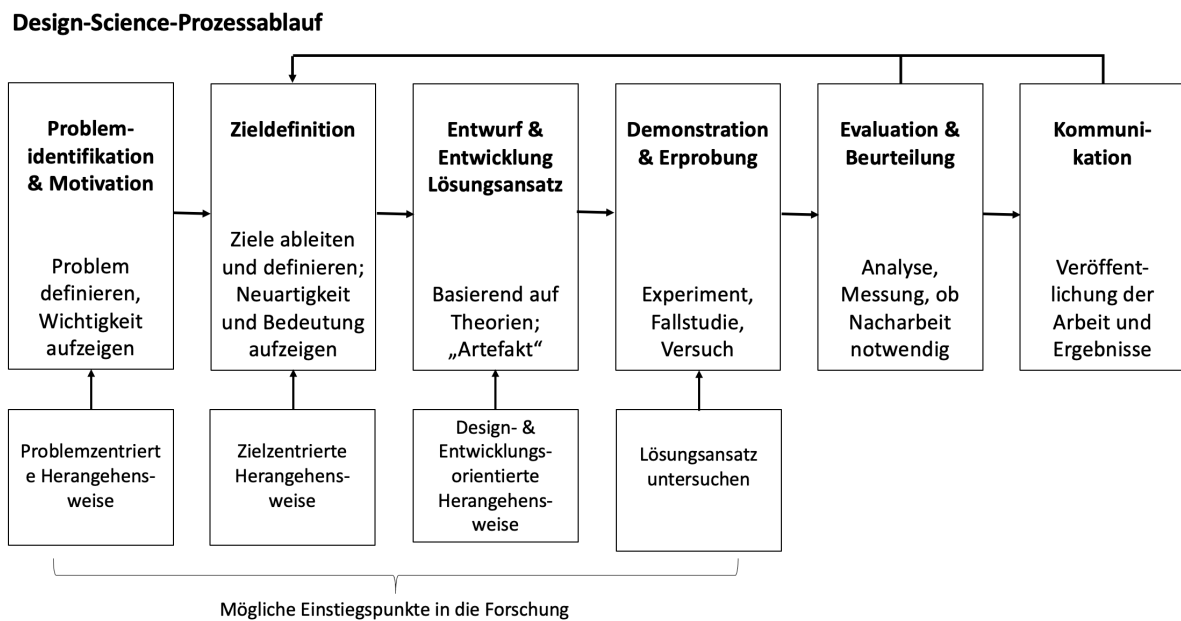 Design-Science-Prozessablauf
Problem-
identifikation
& Motivation
Problem
definieren,
Wichtigkeit
aufzeigen
Zieldefinition
Ziele ableiten
und definieren;
Neuartigkeit
und Bedeutung
aufzeigen
Entwurf &
Entwicklung
Lösungsansatz
Basierend auf
Theorien;
„Artefakt“
Demonstration
& Erprobung
Experiment,
Fallstudie,
Versuch
Evaluation &
Beurteilung
Analyse,
Messung, ob
Nacharbeit
notwendig
Kommuni-
kation
Veröffent-
lichung der
Arbeit und
Ergebnisse
Problemzentriert
e Herangehens-
weise
Zielzentrierte
Herangehens-
weise
Design- &
Entwicklungs-
orientierte
Herangehens-
weise
Lösungsansatz
untersuchen
Mögliche Einstiegspunkte in die Forschung